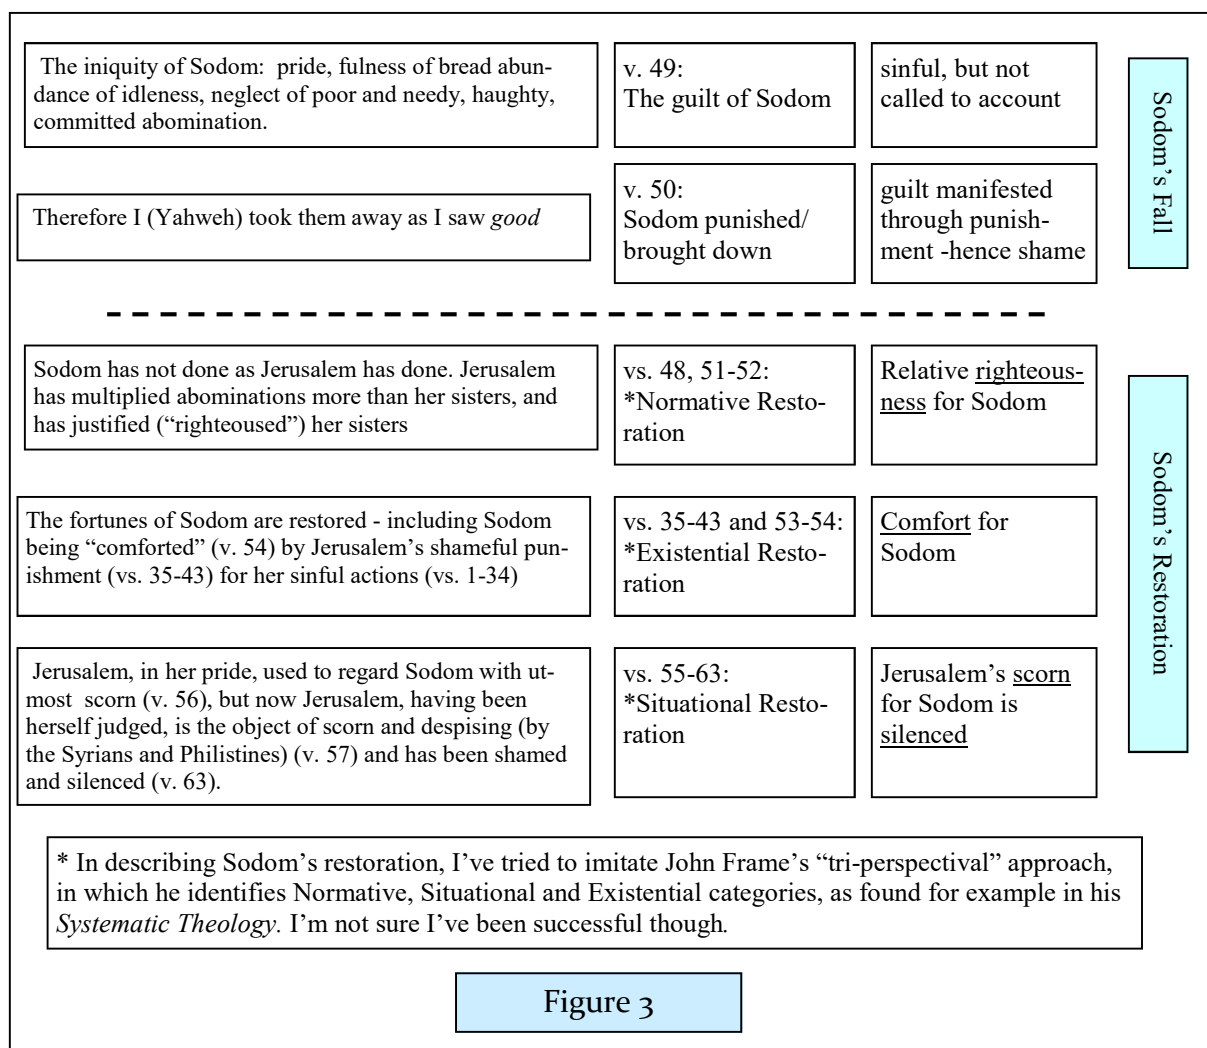 The iniquity of Sodom:  pride, fulness of bread abun-
dance of idleness, neglect of poor and needy, haughty,
committed abomination.
v. 49:
The guilt of Sodom
sinful, but not
called to account
Sodom's Fall
Therefore I (Yahweh) took them away as I saw good
v. 50:
Sodom punished/
brought down
guilt manifested
through punish-
ment -hence shame
Sodom has not done as Jerusalem has done. Jerusalem
has multiplied abominations more than her sisters, and
has justified (“righteoused”) her sisters
vs. 48, 51-52:
*Normative Resto-
ration
Relative righteous-
ness for Sodom
Sodom's Restoration
The fortunes of Sodom are restored - including Sodom
being “comforted” (v. 54) by Jerusalem’s shameful pun-
ishment (vs. 35-43) for her sinful actions (vs. 1-34)
vs. 35-43 and 53-54:
*Existential Resto-
ration
Comfort for
Sodom
Jerusalem, in her pride, used to regard Sodom with ut-
most  scorn (v. 56), but now Jerusalem, having been
herself judged, is the object of scorn and despising (by
the Syrians and Philistines) (v. 57) and has been shamed
and silenced (v. 63).
vs. 55-63:
*Situational Resto-
ration
Jerusalem’s scorn
for Sodom is
silenced
* In describing Sodom’s restoration, I’ve tried to imitate John Frame’s “tri-perspectival” approach,
in which he identifies Normative, Situational and Existential categories, as found for example in his
Systematic Theology. I’m not sure I’ve been successful though.
Figure 3